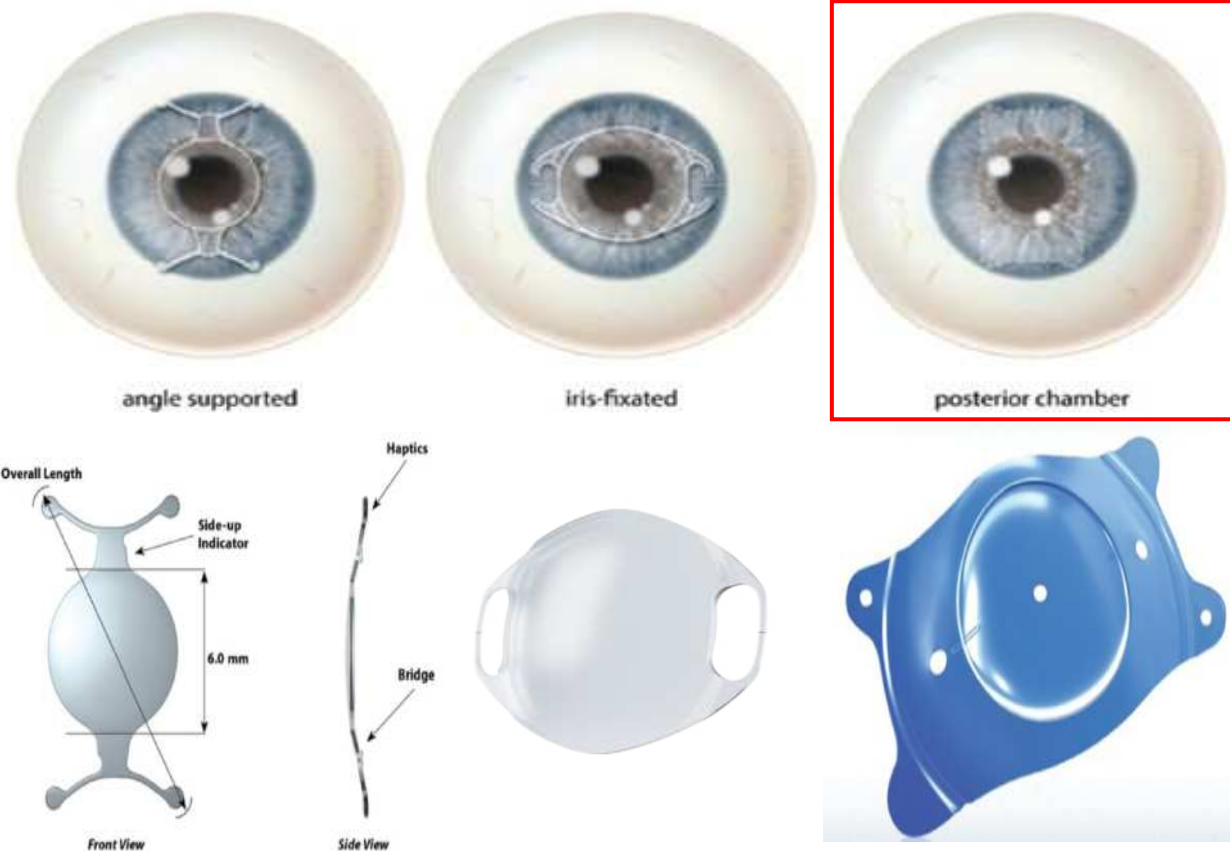 angle supported
iris-fixated
posterior chamber
Overall Length
Side-up
Indicator
6.0 mm
Front View
Haptics
Bridge
Side View